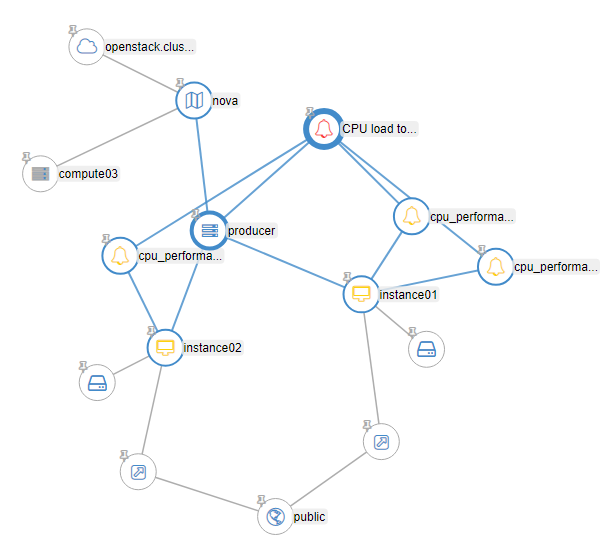 openstack.clus...
nova
CPU load to...
compute03
cpu_performa...
producer
cpu_performa...
cpu_performa...
instance01
instance02
public